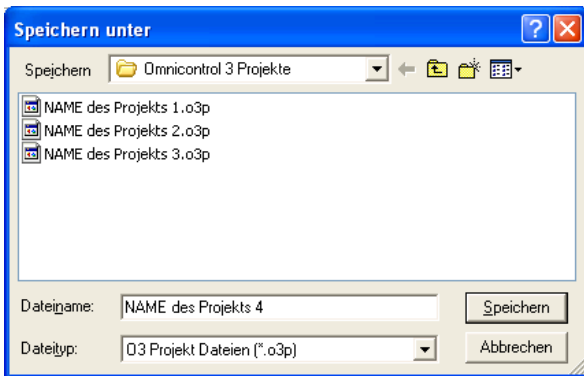 Speichern unter
Speichern Omnicontrol 3 Projekte
NAME des Projekts 1.o3p
NAME des Projekts 2.o3p
NAME des Projekts 3.o3p
Dateiname: NAME des Projekts 4 Speichern
Dateityp: O3 Projekt Dateien (*.o3p) Abbrechen